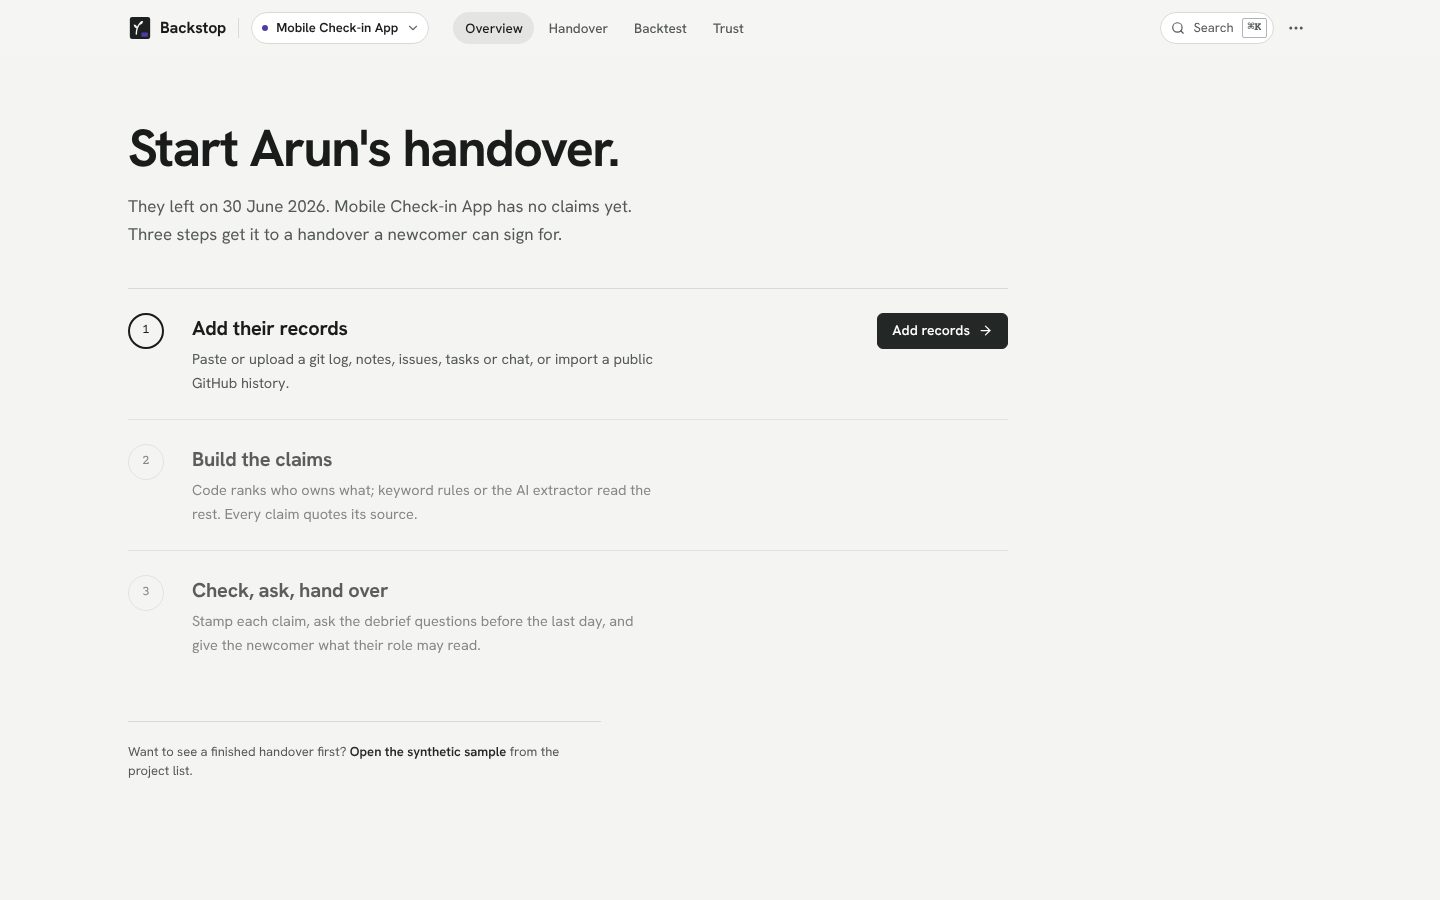 Backstop
Mobile Check-in App
Overview
Handover
Backtest
Trust
Search
⌘K
Start Arun's handover.
They left on 30 June 2026. Mobile Check-in App has no claims yet.
Three steps get it to a handover a newcomer can sign for.
1
Add their records
Add records
Paste or upload a git log, notes, issues, tasks or chat, or import a public
GitHub history.
2
Build the claims
Code ranks who owns what; keyword rules or the AI extractor read the
rest. Every claim quotes its source.
3
Check, ask, hand over
Stamp each claim, ask the debrief questions before the last day, and
give the newcomer what their role may read.
Want to see a finished handover first? Open the synthetic sample from the
project list.